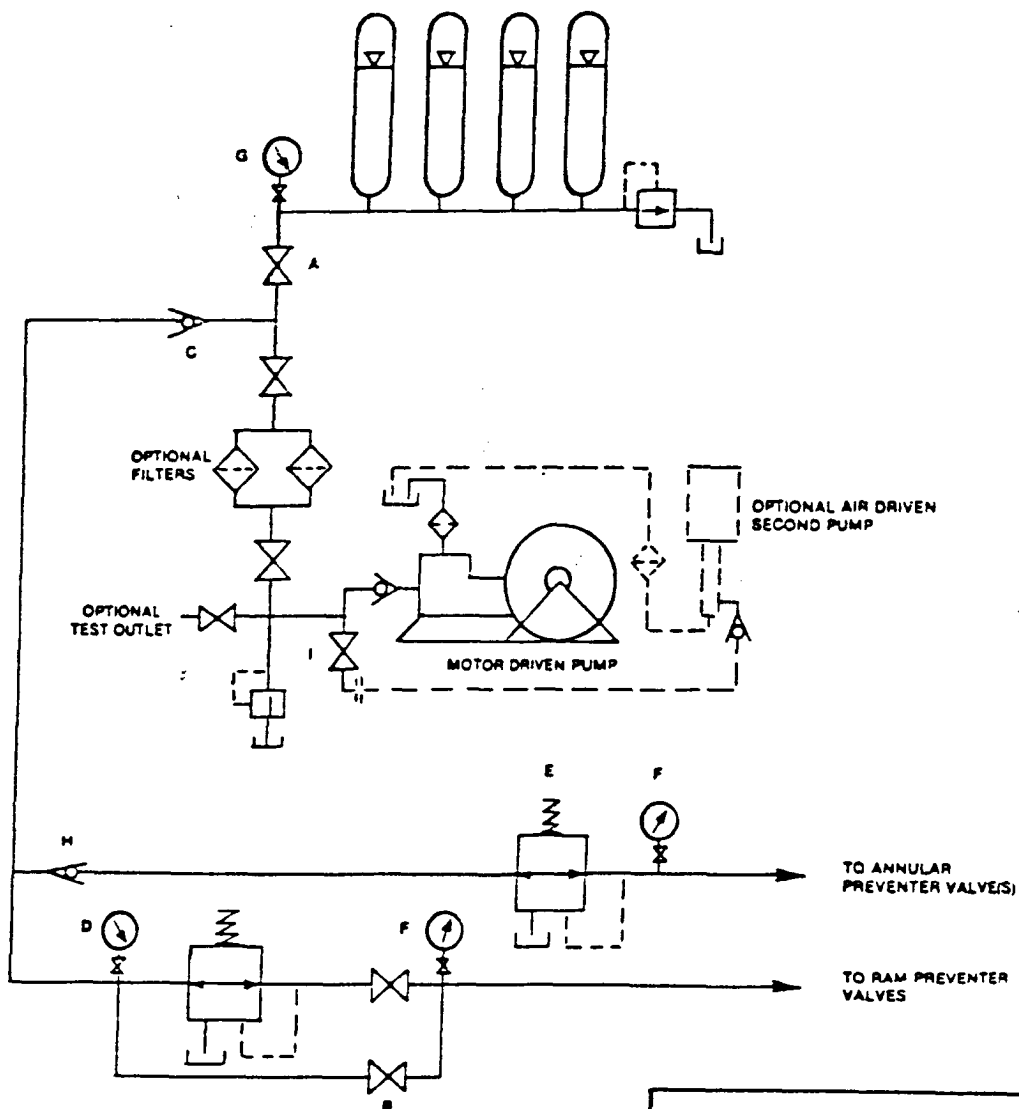 G
A
C
OPTIONAL
FILTERS
OPTIONAL AIR DRIVEN
SECOND PUMP
OPTIONAL
TEST OUTLET
I
MOTOR DRIVEN PUMP
E
F
H
TO ANNULAR
PREVENTER VALVE(S)
D
F
TO RAM PREVENTER
VALVES